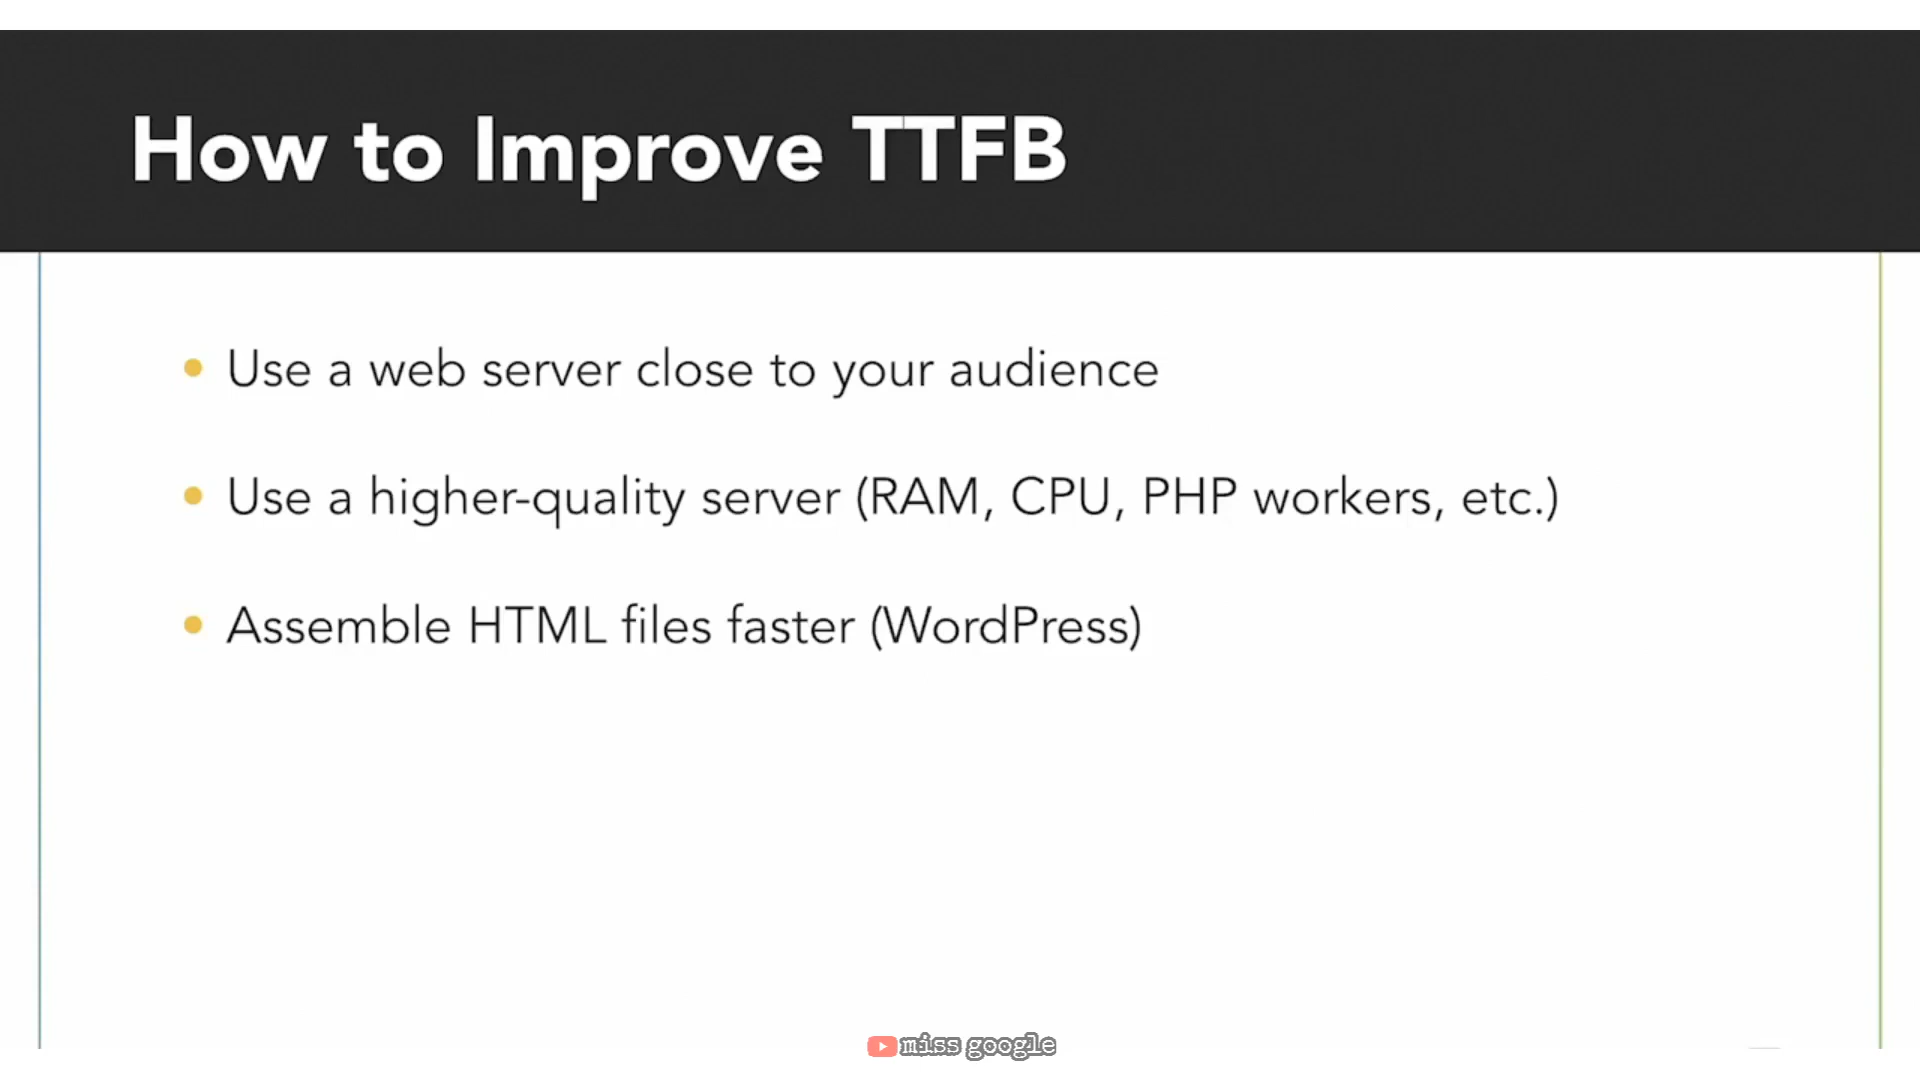 How to Improve TTFB
• Use a web server close to your audience
• Use a higher-quality server (RAM, CPU, PHP workers, etc.)
• Assemble HTML files faster (WordPress)
miss google